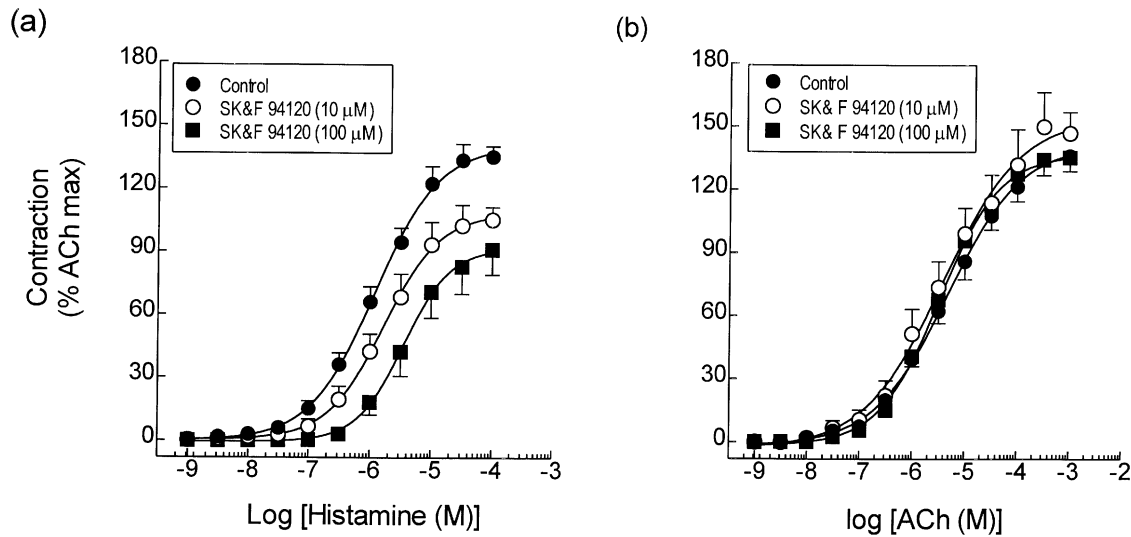 (a)
180
150
120
90
60
30
0
Contraction
(% ACh max)
Control
SK&F 94120 (10 μM)
SK&F 94120 (100 μM)
-9 -8 -7 -6 -5 -4 -3
Log [Histamine (M)]
(b)
180
150
120
90
60
30
0
Control
SK& F 94120 (10 μM)
SK& F 94120 (100 μM)
-9 -8 -7 -6 -5 -4 -3 -2
log [ACh (M)]